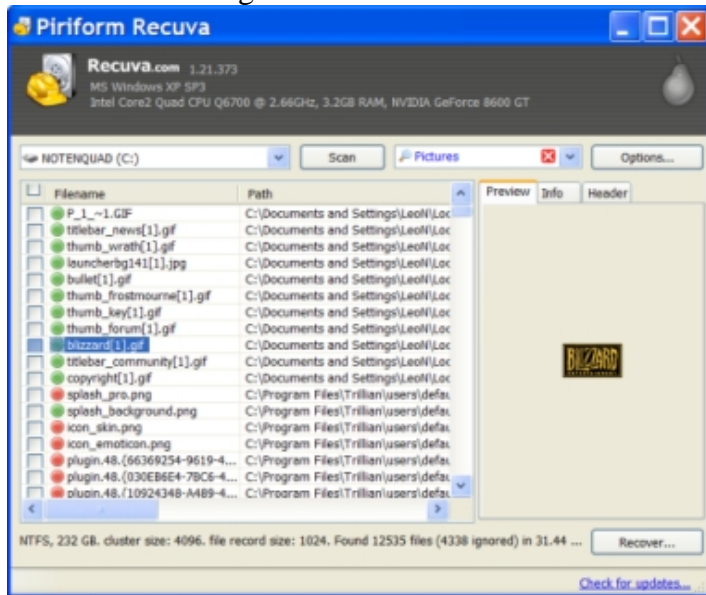 Piriform Recuva
Recuva.com 1.21.373
MS Windows XP SP3
Intel Core2 Quad CPU Q6700 @ 2.66GHz, 3.2GB RAM, NVIDIA GeForce 8600 GT
NOTENQUAD (C:) Scan Pictures Options...
Filename Path Preview Info Header
P_1_~1.GIF C:\Documents and Settings\LeoN\Loc
titlebar_news[1].gif C:\Documents and Settings\LeoN\Loc
thumb_wrath[1].gif C:\Documents and Settings\LeoN\Loc
launcherbg141[1].jpg C:\Documents and Settings\LeoN\Loc
bullet[1].gif C:\Documents and Settings\LeoN\Loc
thumb_frostmourne[1].gif C:\Documents and Settings\LeoN\Loc
thumb_key[1].gif C:\Documents and Settings\LeoN\Loc
thumb_forum[1].gif C:\Documents and Settings\LeoN\Loc
blizzard[1].gif C:\Documents and Settings\LeoN\Loc
titlebar_community[1].gif C:\Documents and Settings\LeoN\Loc
copyright[1].gif C:\Documents and Settings\LeoN\Loc
splash_pro.png C:\Program Files\Trillian\users\defau
splash_background.png C:\Program Files\Trillian\users\defau
icon_skin.png C:\Program Files\Trillian\users\defau
icon_emoticon.png C:\Program Files\Trillian\users\defau
plugin.48.{66369254-9619-4... C:\Program Files\Trillian\users\defau
plugin.48.{030EB6E4-7BC6-4... C:\Program Files\Trillian\users\defau
plugin.48.{10924348-A4B9-4... C:\Program Files\Trillian\users\defau
BLIZZARD
ENTERTAINMENT
NTFS, 232 GB. cluster size: 4096. file record size: 1024. Found 12535 files (4338 ignored) in 31.44 ... Recover...
Check for updates...